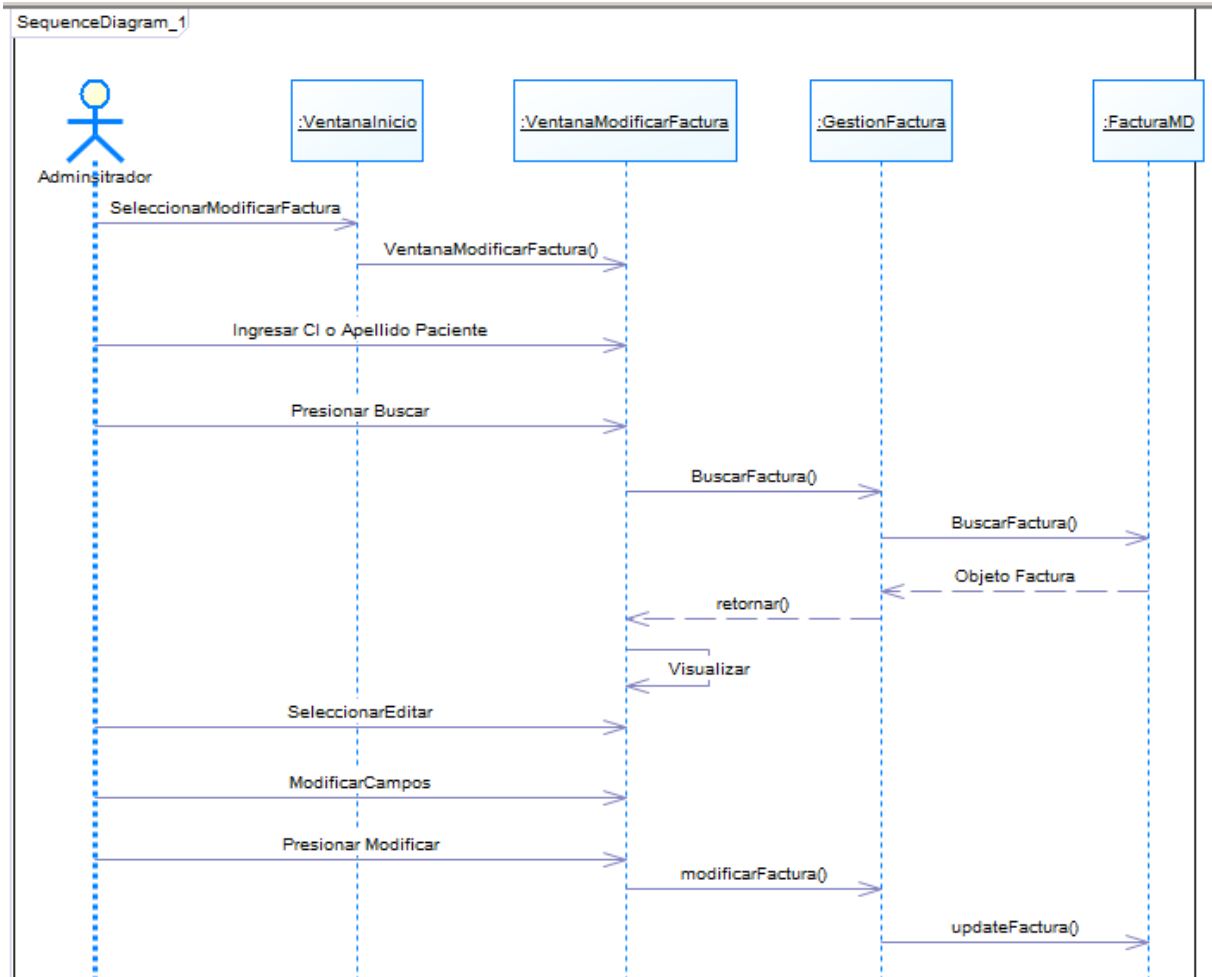 SequenceDiagram_1
:VentanaInicio
:VentanaModificarFactura
:GestionFactura
:FacturaMD
Adminsitrador
SeleccionarModificarFactura
VentanaModificarFactura()
Ingresar CI o Apellido Paciente
Presionar Buscar
BuscarFactura()
BuscarFactura()
Objeto Factura
retornar()
Visualizar
SeleccionarEditar
ModificarCampos
Presionar Modificar
modificarFactura()
updateFactura()